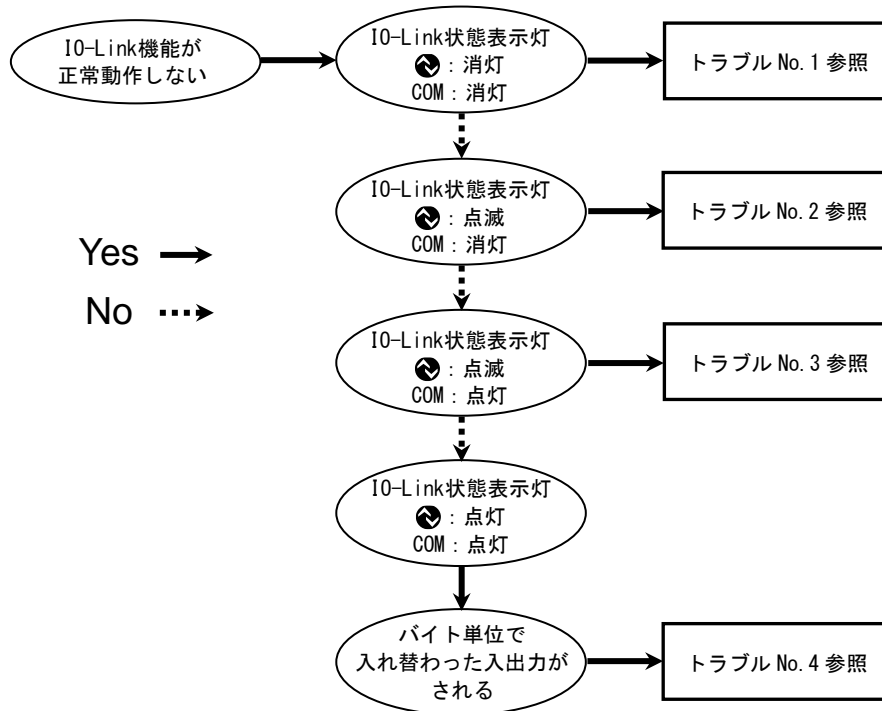 IO-Link機能が
正常動作しない
IO-Link状態表示灯
：消灯
COM：消灯
トラブル No.1 参照
IO-Link状態表示灯
：点滅
COM：消灯
トラブル No.2 参照
Yes
No
IO-Link状態表示灯
：点滅
COM：点灯
トラブル No.3 参照
IO-Link状態表示灯
：点灯
COM：点灯
バイト単位で
入れ替わった入出力が
される
トラブル No.4 参照